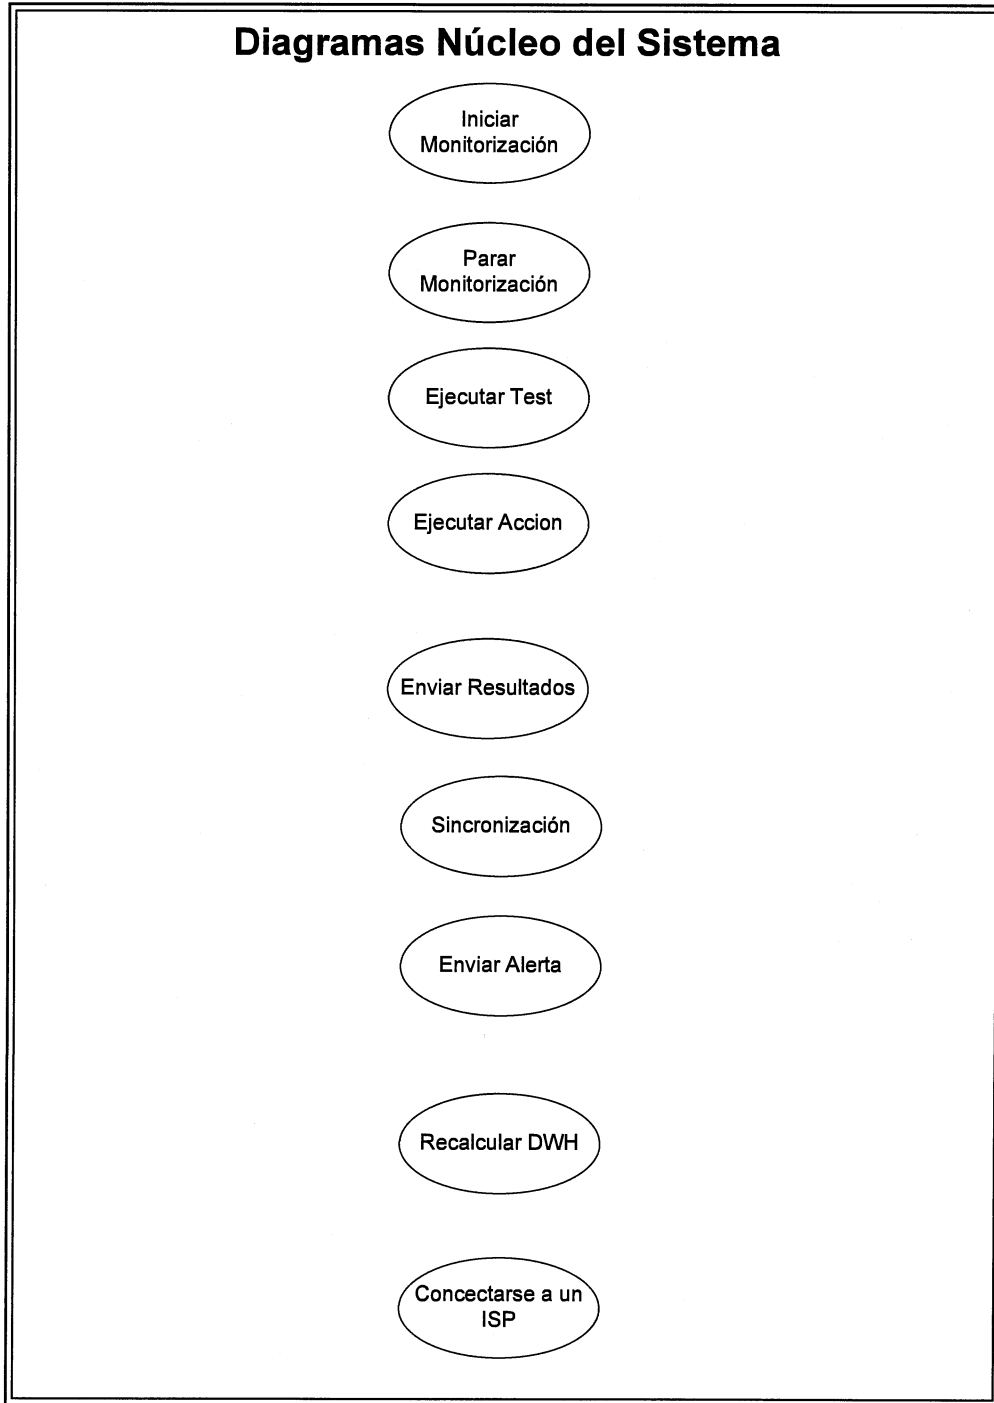 Diagramas Núcleo del Sistema
Iniciar
Monitorización
Parar
Monitorización
Ejecutar Test
Ejecutar Accion
Enviar Resultados
Sincronización
Enviar Alerta
Recalcular DWH
Concectarse a un
ISP